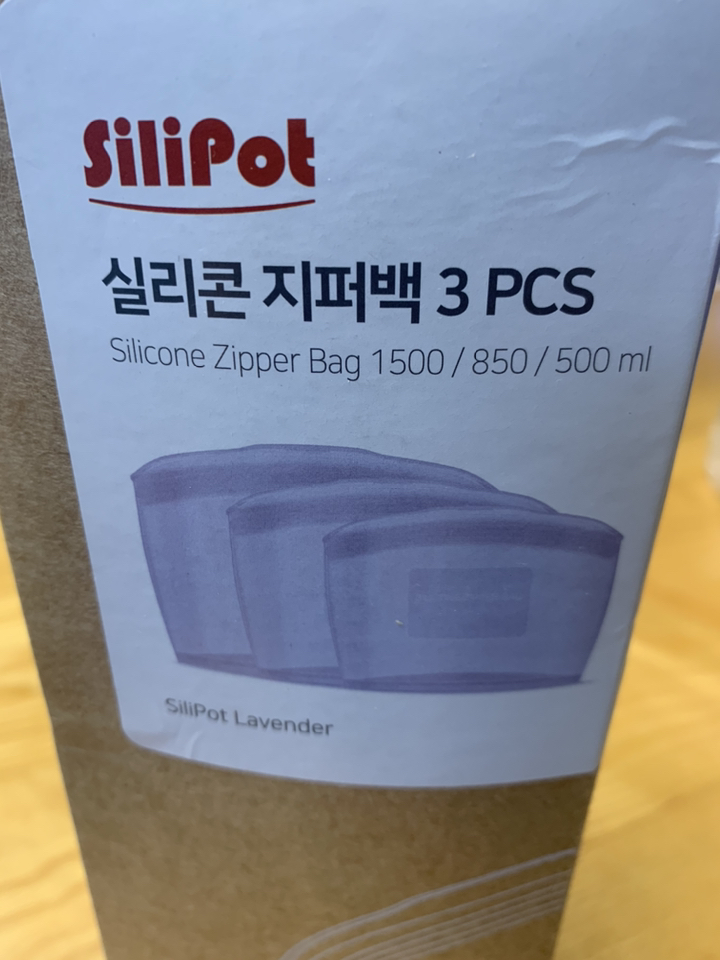 SiliPot
실리콘 지퍼백 3 PCS
Silicone Zipper Bag 1500 / 850 / 500 ml
SiliPot Lavender